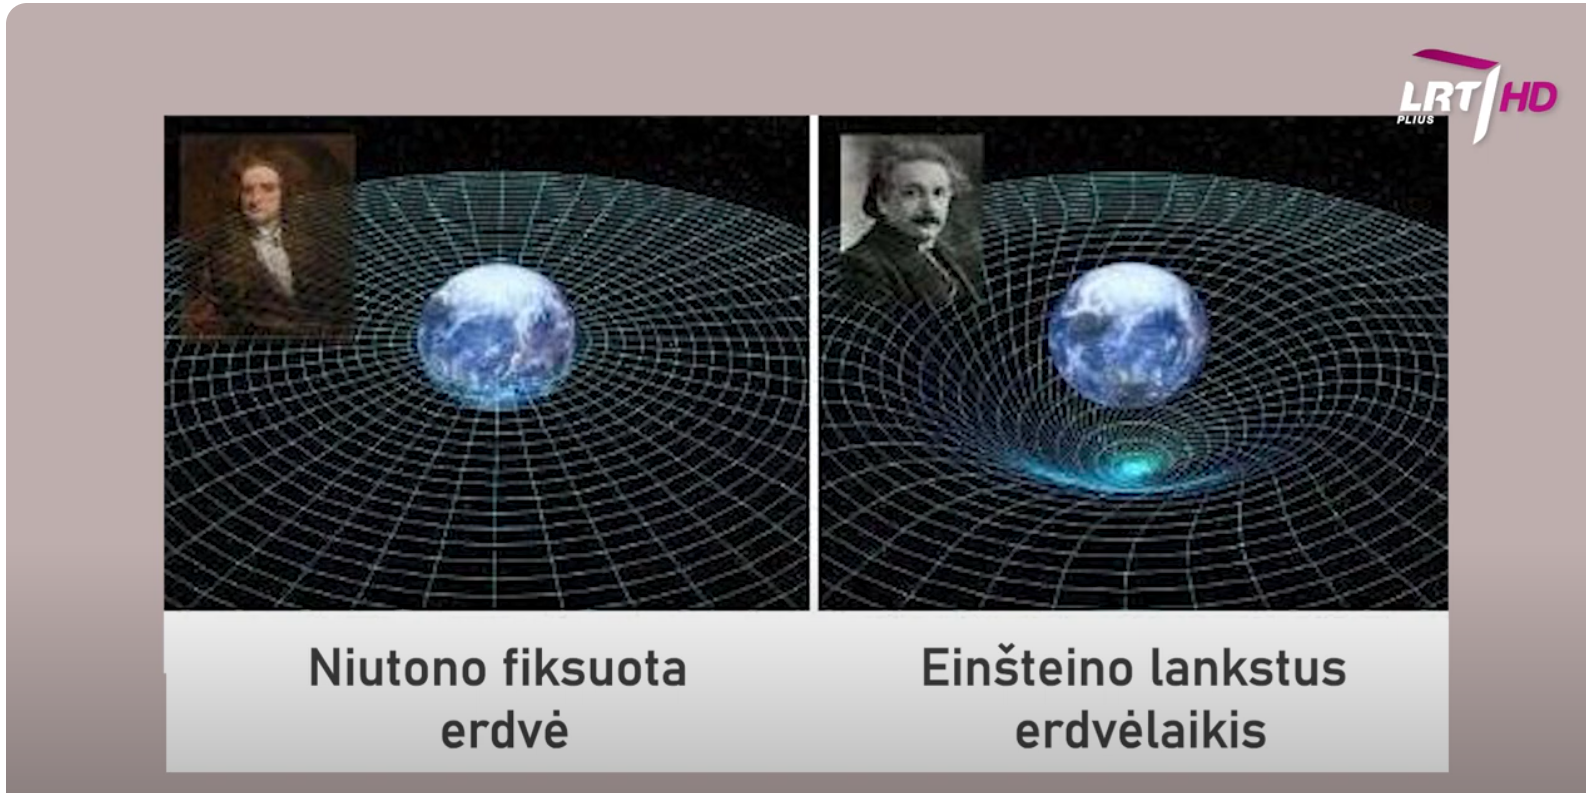 LRT HD
PLIUS
Niutono fiksuota
erdvė
Einšteino lankstus
erdvėlaikis